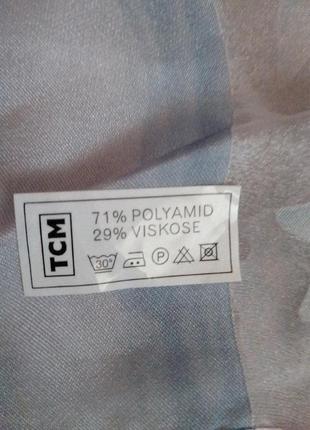 TCM
71% POLYAMID
29% VISKOSE
30° P